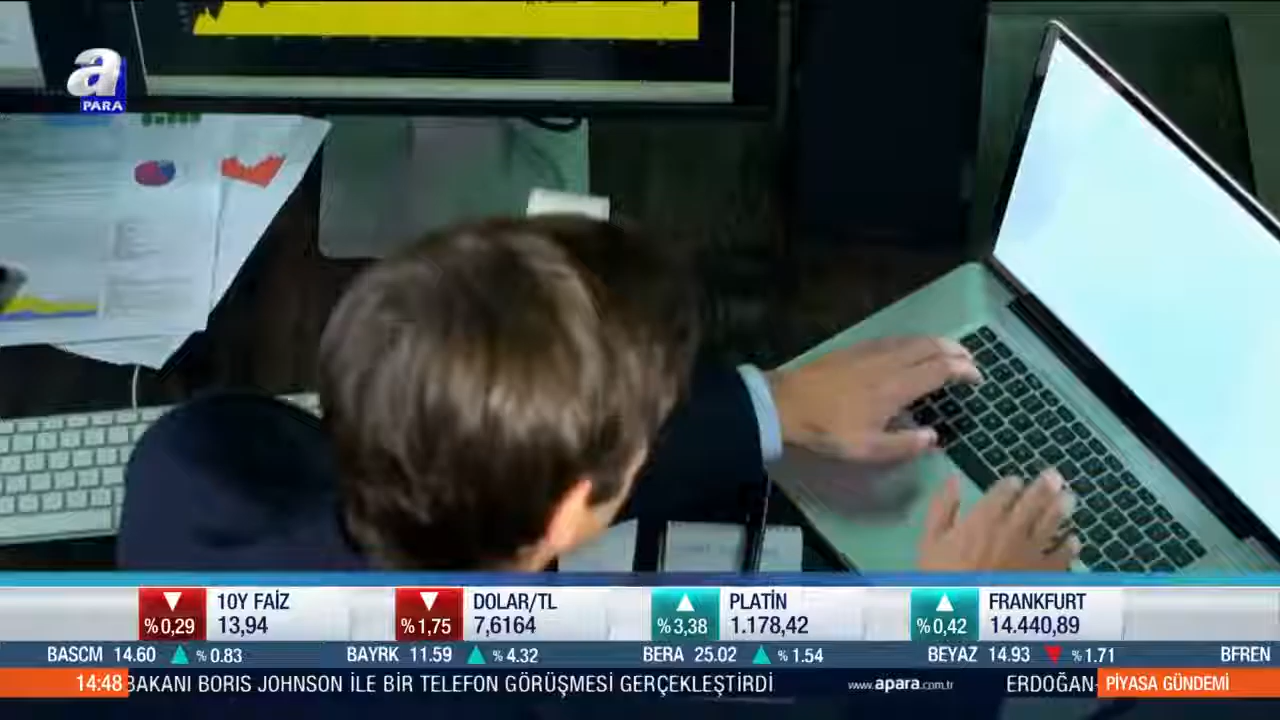 a
PARA
10Y FAİZ
%0,29 13,94
DOLAR/TL
%1,75 7,6164
PLATİN
%3,38 1.178,42
FRANKFURT
%0,42 14.440,89
BASCM 14.60 % 0.83 BAYRK 11.59 % 4.32 BERA 25.02 % 1.54 BEYAZ 14.93 % 1.71 BFREN
14:48 BAKANI BORIS JOHNSON İLE BİR TELEFON GÖRÜŞMESİ GERÇEKLEŞTİRDİ www.apara.com.tr ERDOĞAN- PİYASA GÜNDEMİ